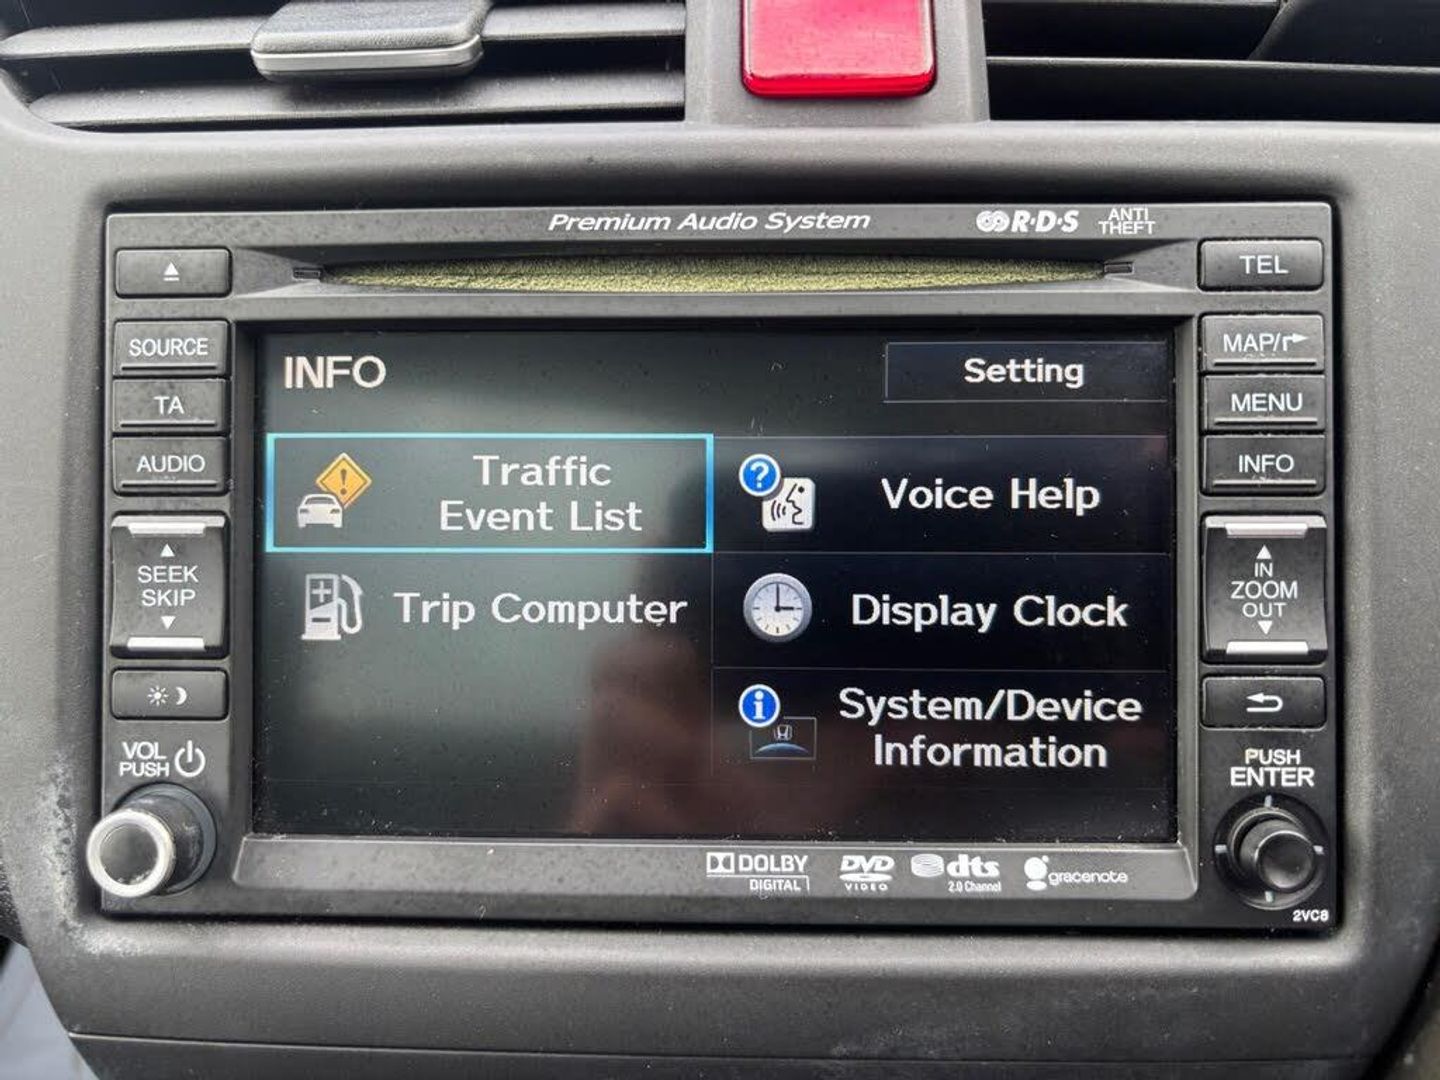 Premium Audio System
R·D·S
ANTI
THEFT
TEL
SOURCE
MAP/
TA
MENU
AUDIO
INFO
INFO
Setting
Traffic
Event List
Voice Help
Trip Computer
Display Clock
System/Device
Information
SEEK
SKIP
IN
ZOOM
OUT
VOL
PUSH
PUSH
ENTER
DOLBY
DIGITAL
DVD
VIDEO
dts
2.0 Channel
gracenote
2VC8